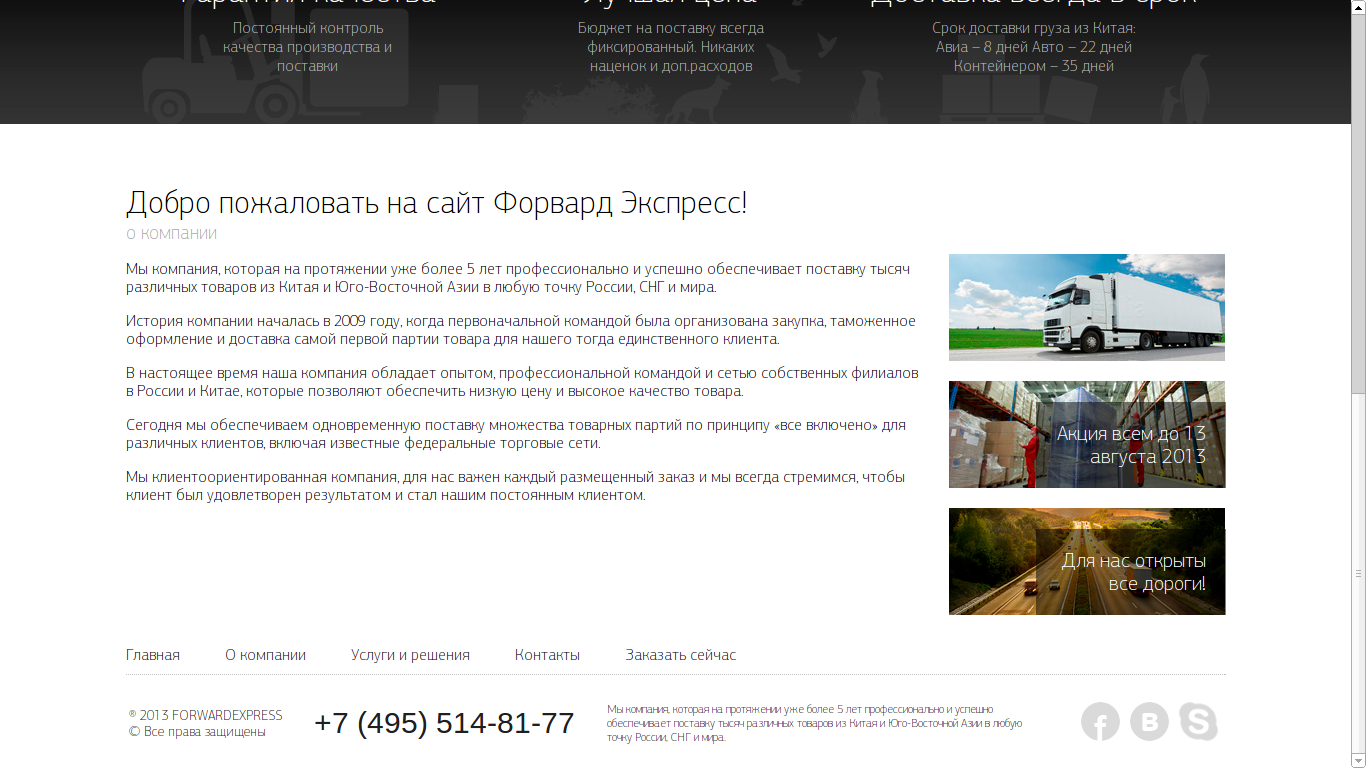 Гарантия качества
Лучшая цена
Доставка всегда в срок
Постоянный контроль
качества производства и
поставки
Бюджет на поставку всегда
фиксированный. Никаких
наценок и доп.расходов
Срок доставки груза из Китая:
Авиа – 8 дней Авто – 22 дней
Контейнером – 35 дней
Добро пожаловать на сайт Форвард Экспресс!
о компании
Мы компания, которая на протяжении уже более 5 лет профессионально и успешно обеспечивает поставку тысяч
различных товаров из Китая и Юго-Восточной Азии в любую точку России, СНГ и мира.
История компании началась в 2009 году, когда первоначальной командой была организована закупка, таможенное
оформление и доставка самой первой партии товара для нашего тогда единственного клиента.
В настоящее время наша компания обладает опытом, профессиональной командой и сетью собственных филиалов
в России и Китае, которые позволяют обеспечить низкую цену и высокое качество товара.
Сегодня мы обеспечиваем одновременную поставку множества товарных партий по принципу «все включено» для
различных клиентов, включая известные федеральные торговые сети.
Мы клиентоориентированная компания, для нас важен каждый размещенный заказ и мы всегда стремимся, чтобы
клиент был удовлетворен результатом и стал нашим постоянным клиентом.
Акция всем до 13
августа 2013
Для нас открыты
все дороги!
Главная
О компании
Услуги и решения
Контакты
Заказать сейчас
® 2013 FORWARDEXPRESS
© Все права защищены
+7 (495) 514-81-77
Мы компания, которая на протяжении уже более 5 лет профессионально и успешно
обеспечивает поставку тысяч различных товаров из Китая и Юго-Восточной Азии в любую
точку России, СНГ и мира.